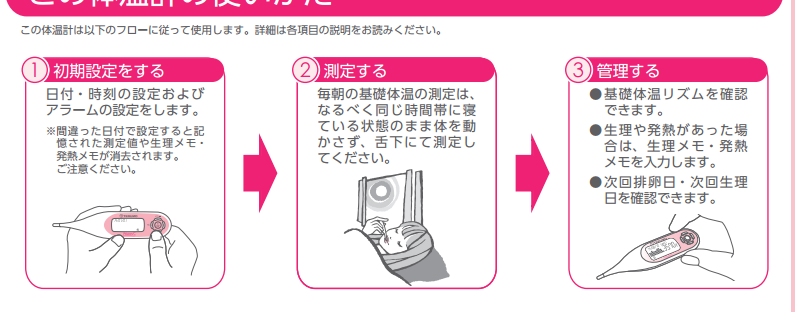 この体温計の使いかた
この体温計は以下のフローに従って使用します。詳細は各項目の説明をお読みください。
1 初期設定をする
日付・時刻の設定および
アラームの設定をします。
※間違った日付で設定すると記
憶された測定値や生理メモ・
発熱メモが消去されます。
ご注意ください。
2 測定する
毎朝の基礎体温の測定は、
なるべく同じ時間帯に寝
ている状態のまま体を動
かさず、舌下にて測定し
てください。
3 管理する
●基礎体温リズムを確認
できます。
●生理や発熱があった場
合は、生理メモ・発熱
メモを入力します。
●次回排卵日・次回生理
日を確認できます。